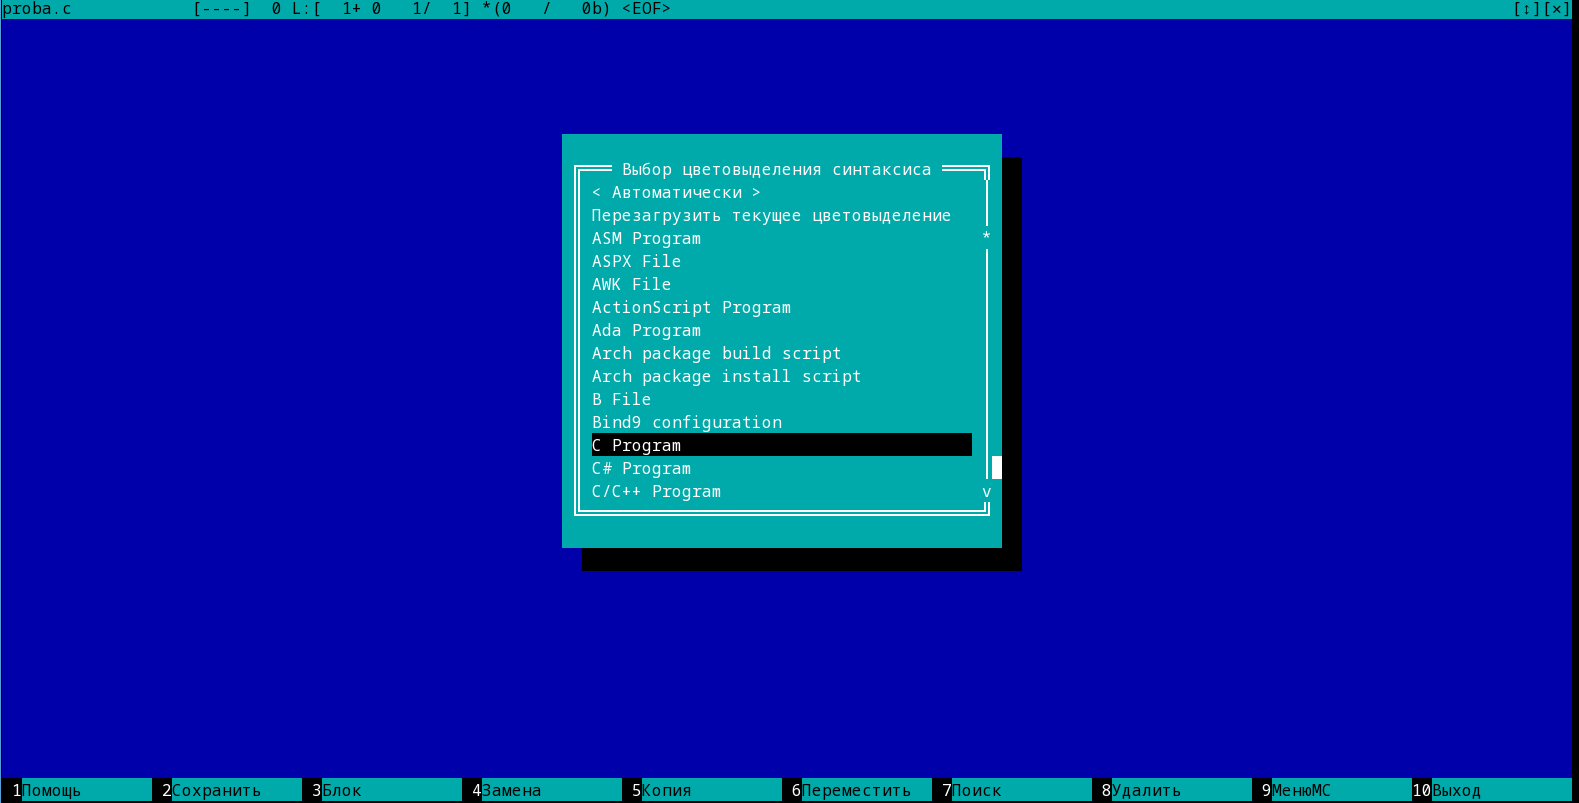 proba.c [----] 0 L:[ 1+ 0 1/ 1] *(0 / 0b) <EOF> [↕][×]
Выбор цветовыделения синтаксиса
< Автоматически >
Перезагрузить текущее цветовыделение
ASM Program *
ASPX File
AWK File
ActionScript Program
Ada Program
Arch package build script
Arch package install script
B File
Bind9 configuration
C Program
C# Program
C/C++ Program v
1Помощь 2Сохранить 3Блок 4Замена 5Копия 6Переместить 7Поиск 8Удалить 9МенюМС 10Выход